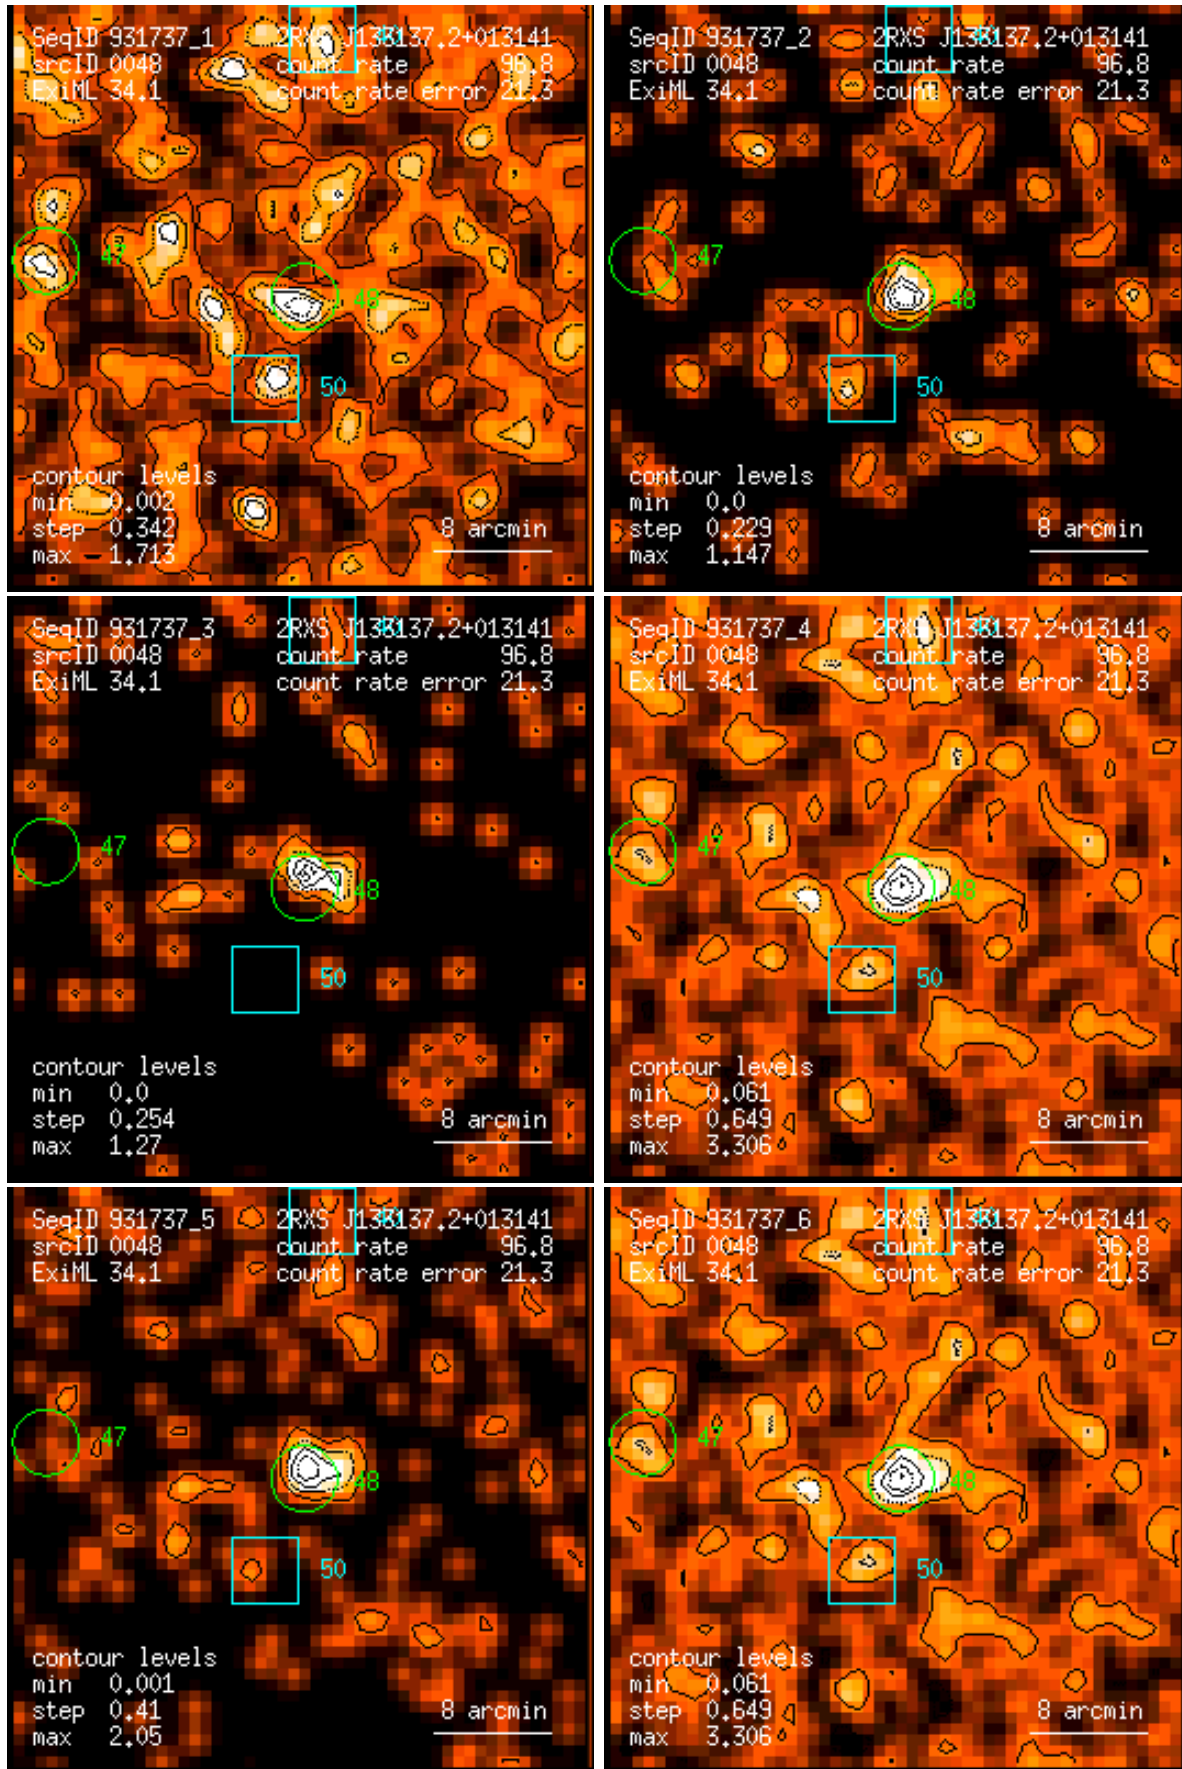 SeqID 931737_1 2RXS J133137.2+013141
srcID 0048 count rate 96.8
ExiML 34.1 count rate error 21.3
47
48
50
contour levels
min 0.002
step 0.342
max 1.713
8 arcmin
SeqID 931737_2 2RXS J133137.2+013141
srcID 0048 count rate 96.8
ExiML 34.1 count rate error 21.3
47
48
50
contour levels
min 0.0
step 0.229
max 1.147
8 arcmin
SeqID 931737_3 2RXS J133137.2+013141
srcID 0048 count rate 96.8
ExiML 34.1 count rate error 21.3
47
48
50
contour levels
min 0.0
step 0.254
max 1.27
8 arcmin
SeqID 931737_4 2RXS J133137.2+013141
srcID 0048 count rate 96.8
ExiML 34.1 count rate error 21.3
47
48
50
contour levels
min 0.061
step 0.649
max 3.306
8 arcmin
SeqID 931737_5 2RXS J133137.2+013141
srcID 0048 count rate 96.8
ExiML 34.1 count rate error 21.3
47
48
50
contour levels
min 0.001
step 0.41
max 2.05
8 arcmin
SeqID 931737_6 2RXS J133137.2+013141
srcID 0048 count rate 96.8
ExiML 34.1 count rate error 21.3
47
48
50
contour levels
min 0.061
step 0.649
max 3.306
8 arcmin